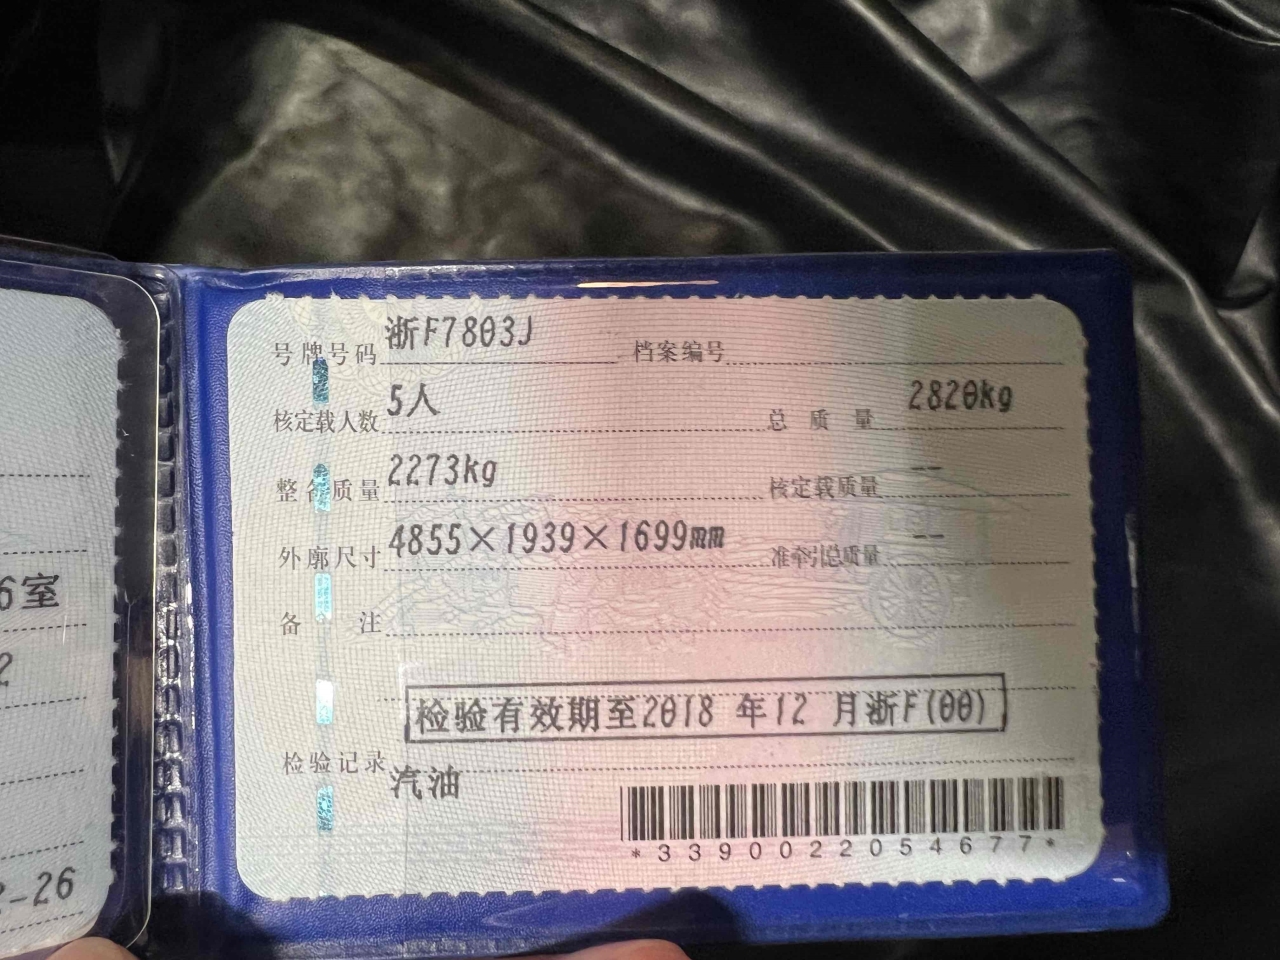 号牌号码 浙F7803J 档案编号
核定载人数 5人 总质量 2820kg
整备质量 2273kg 核定载质量 --
外廓尺寸 4855×1939×1699mm 准牵引总质量 --
备注
检验有效期至2018 年12 月浙F(00)
检验记录 汽油
*3390022054677*
6室
2
-26